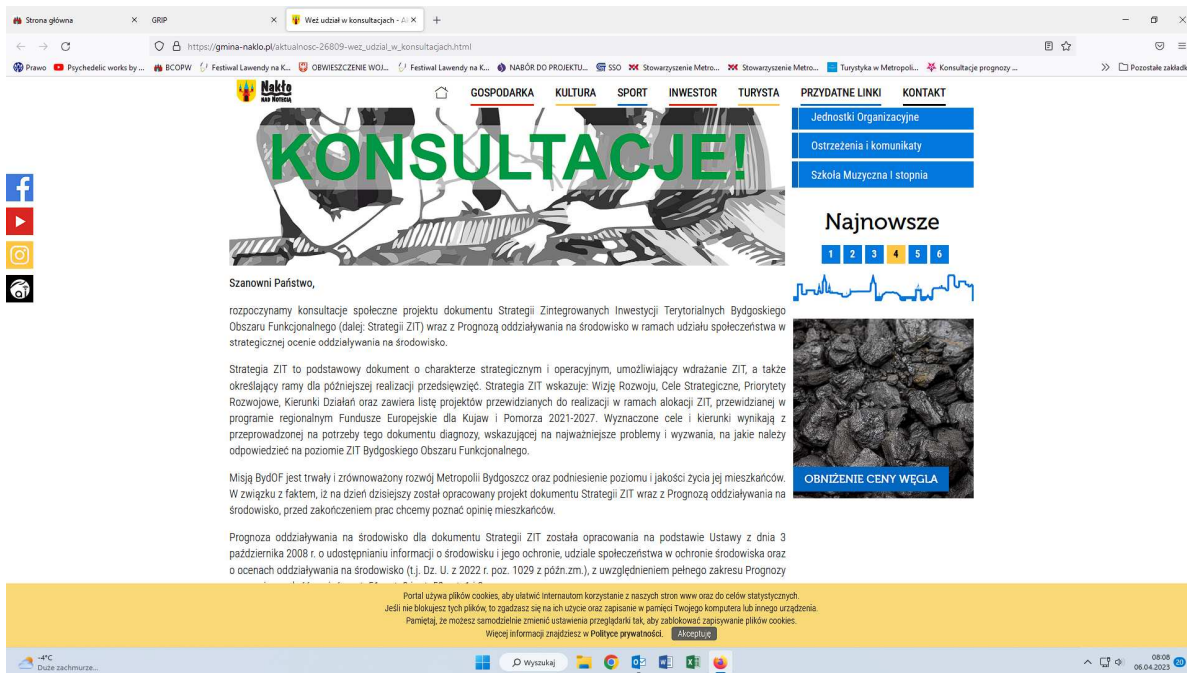 Strona główna
GRIP
Weź udział w konsultacjach - A
https://gmina-naklo.pl/aktualnosc-26809-wez_udzial_w_konsultacjach.html
Prawo Psychedelic works by ... BCOPW Festiwal Lawendy na K... OBWIESZCZENIE WOJ... Festiwal Lawendy na K... NABÓR DO PROJEKTU... SSO Stowarzyszenie Metro... Stowarzyszenie Metro... Turystyka w Metropoli... Konsultacje prognozy ... Pozostałe zakładk
Nakło
NAD NOTECIĄ
GOSPODARKA KULTURA SPORT INWESTOR TURYSTA PRZYDATNE LINKI KONTAKT
KONSULTACJE!
Jednostki Organizacyjne
Ostrzeżenia i komunikaty
Szkoła Muzyczna I stopnia
Najnowsze
1 2 3 4 5 6
OBNIŻENIE CENY WĘGLA
Szanowni Państwo,
rozpoczynamy konsultacje społeczne projektu dokumentu Strategii Zintegrowanych Inwestycji Terytorialnych Bydgoskiego
Obszaru Funkcjonalnego (dalej: Strategii ZIT) wraz z Prognozą oddziaływania na środowisko w ramach udziału społeczeństwa w
strategicznej ocenie oddziaływania na środowisko.
Strategia ZIT to podstawowy dokument o charakterze strategicznym i operacyjnym, umożliwiający wdrażanie ZIT, a także
określający ramy dla późniejszej realizacji przedsięwzięć. Strategia ZIT wskazuje: Wizję Rozwoju, Cele Strategiczne, Priorytety
Rozwojowe, Kierunki Działań oraz zawiera listę projektów przewidzianych do realizacji w ramach alokacji ZIT, przewidzianej w
programie regionalnym Fundusze Europejskie dla Kujaw i Pomorza 2021-2027. Wyznaczone cele i kierunki wynikają z
przeprowadzonej na potrzeby tego dokumentu diagnozy, wskazującej na najważniejsze problemy i wyzwania, na jakie należy
odpowiedzieć na poziomie ZIT Bydgoskiego Obszaru Funkcjonalnego.
Misją BydOF jest trwały i zrównoważony rozwój Metropolii Bydgoszcz oraz podniesienie poziomu i jakości życia jej mieszkańców.
W związku z faktem, iż na dzień dzisiejszy został opracowany projekt dokumentu Strategii ZIT wraz z Prognozą oddziaływania na
środowisko, przed zakończeniem prac chcemy poznać opinię mieszkańców.
Prognoza oddziaływania na środowisko dla dokumentu Strategii ZIT została opracowania na podstawie Ustawy z dnia 3
października 2008 r. o udostępnianiu informacji o środowisku i jego ochronie, udziale społeczeństwa w ochronie środowiska oraz
o ocenach oddziaływania na środowisko (t.j. Dz. U. z 2022 r. poz. 1029 z późn.zm.), z uwzględnieniem pełnego zakresu Prognozy
Portal używa plików cookies, aby ułatwić Internautom korzystanie z naszych stron www oraz do celów statystycznych.
Jeśli nie blokujesz tych plików, to zgadzasz się na ich użycie oraz zapisanie w pamięci Twojego komputera lub innego urządzenia.
Pamiętaj, że możesz samodzielnie zmienić ustawienia przeglądarki tak, aby zablokować zapisywanie plików cookies.
Więcej informacji znajdziesz w Polityce prywatności. Akceptuję
-4°C
Duże zachmurze...
Wyszukaj
08:08
06.04.2023
20